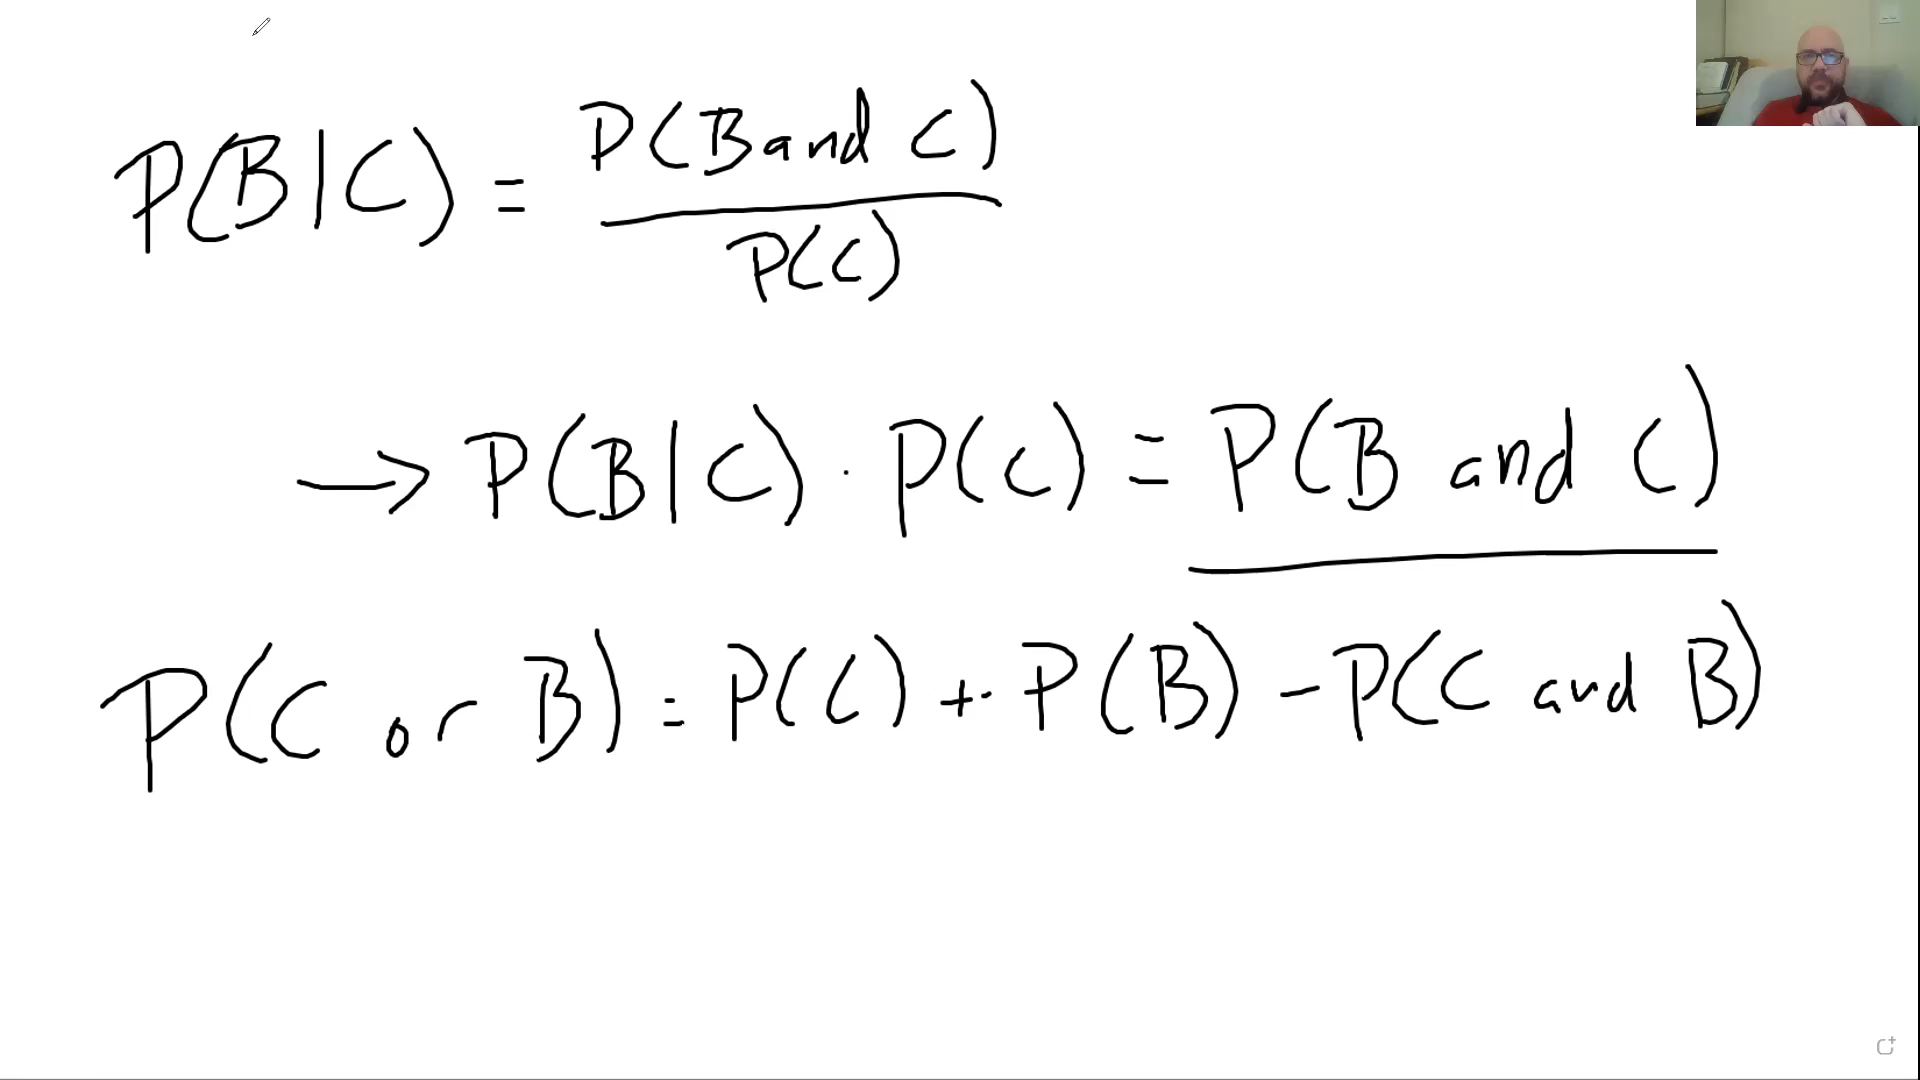 P(B|C) = P(B and C) / P(C)
→ P(B|C) · P(C) = P(B and C)
P(C or B) = P(C) + P(B) - P(C and B)